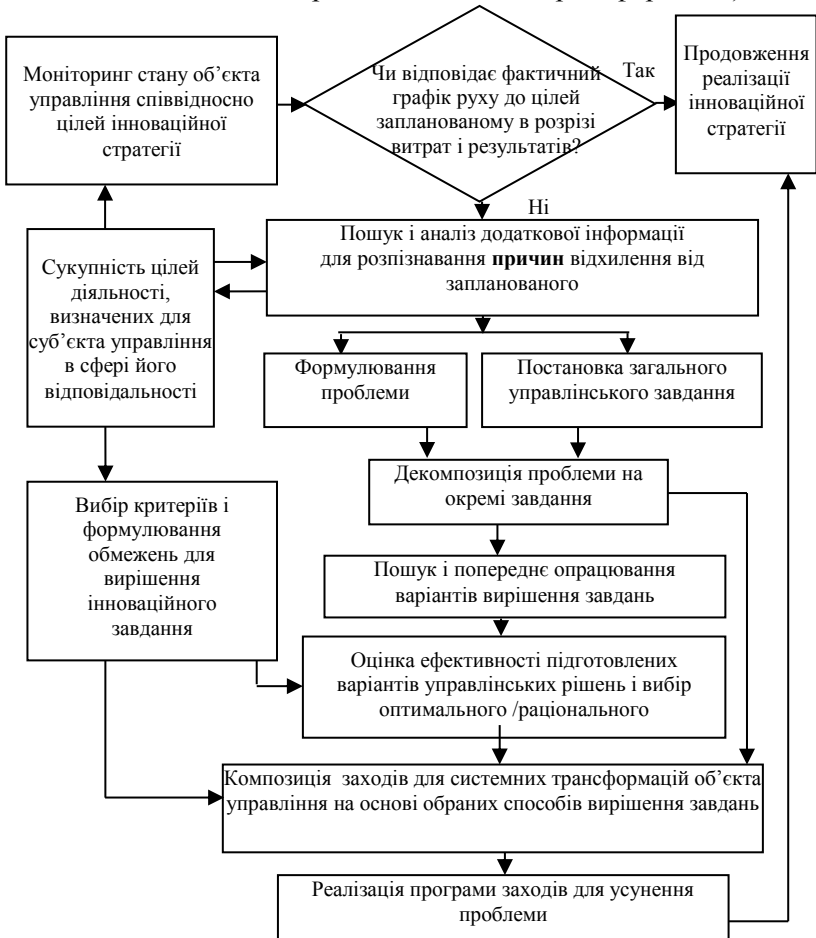 Моніторинг стану об’єкта
управління співвідносно
цілей інноваційної
стратегії
Чи відповідає фактичний
графік руху до цілей
запланованому в розрізі
витрат і результатів?
Так
Продовження
реалізації
інноваційної
стратегії
Ні
Сукупність цілей
діяльності,
визначених для
суб’єкта управління
в сфері його
відповідальності
Пошук і аналіз додаткової інформації
для розпізнавання причин відхилення від
запланованого
Формулювання
проблеми
Постановка загального
управлінського завдання
Декомпозиція проблеми на
окремі завдання
Вибір критеріїв і
формулювання
обмежень для
вирішення
інноваційного
завдання
Пошук і попереднє опрацювання
варіантів вирішення завдань
Оцінка ефективності підготовлених
варіантів управлінських рішень і вибір
оптимального /раціонального
Композиція заходів для системних трансформацій об’єкта
управління на основі обраних способів вирішення завдань
Реалізація програми заходів для усунення
проблеми